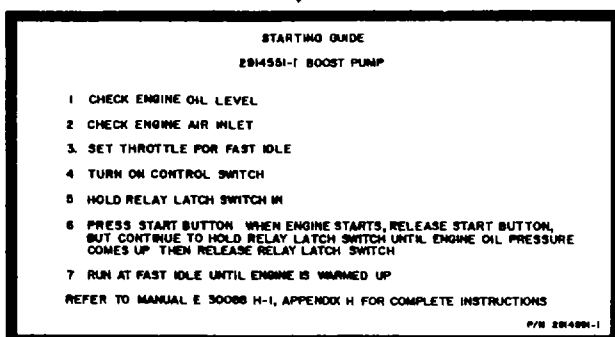 STARTING GUIDE
2914551-1 BOOST PUMP
1 CHECK ENGINE OIL LEVEL
2 CHECK ENGINE AIR INLET
3. SET THROTTLE FOR FAST IDLE
4 TURN ON CONTROL SWITCH
5 HOLD RELAY LATCH SWITCH IN
6 PRESS START BUTTON WHEN ENGINE STARTS, RELEASE START BUTTON,
BUT CONTINUE TO HOLD RELAY LATCH SWITCH UNTIL ENGINE OIL PRESSURE
COMES UP THEN RELEASE RELAY LATCH SWITCH
7 RUN AT FAST IDLE UNTIL ENGINE IS WARMED UP
REFER TO MANUAL E 30088 H-1, APPENDIX H FOR COMPLETE INSTRUCTIONS
P/N